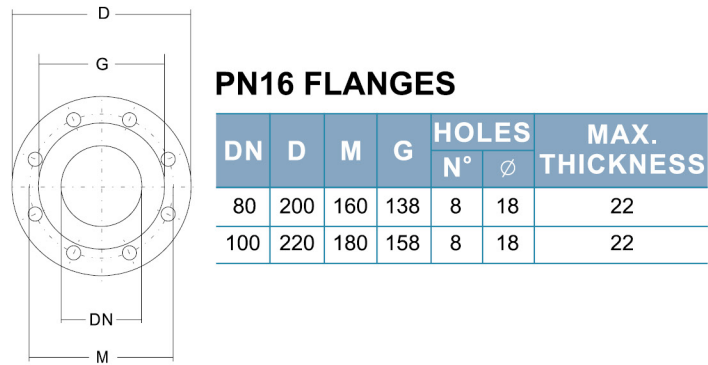 D
G
DN
M
PN16 FLANGES
DN D M G HOLES MAX. THICKNESS
N° Ø
80 200 160 138 8 18 22
100 220 180 158 8 18 22